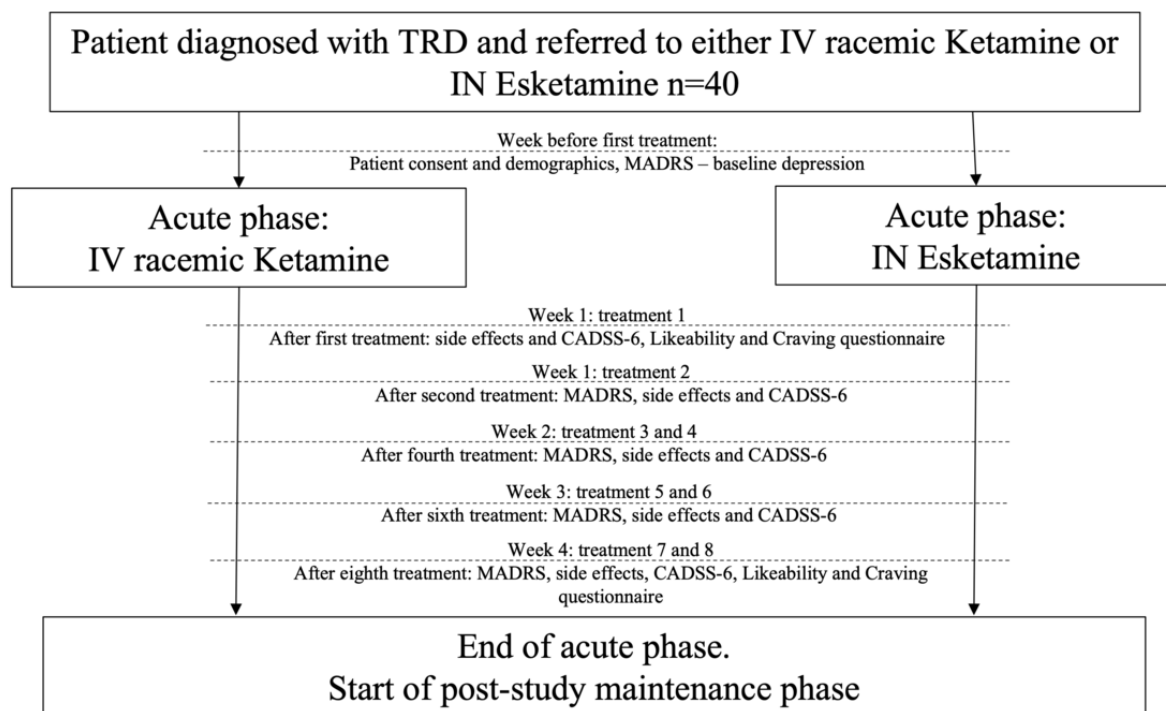 Patient diagnosed with TRD and referred to either IV racemic Ketamine or
IN Esketamine n=40
Week before first treatment:
Patient consent and demographics, MADRS – baseline depression
Acute phase:
IV racemic Ketamine
Acute phase:
IN Esketamine
Week 1: treatment 1
After first treatment: side effects and CADSS-6, Likeability and Craving questionnaire
Week 1: treatment 2
After second treatment: MADRS, side effects and CADSS-6
Week 2: treatment 3 and 4
After fourth treatment: MADRS, side effects and CADSS-6
Week 3: treatment 5 and 6
After sixth treatment: MADRS, side effects and CADSS-6
Week 4: treatment 7 and 8
After eighth treatment: MADRS, side effects, CADSS-6, Likeability and Craving
questionnaire
End of acute phase.
Start of post-study maintenance phase